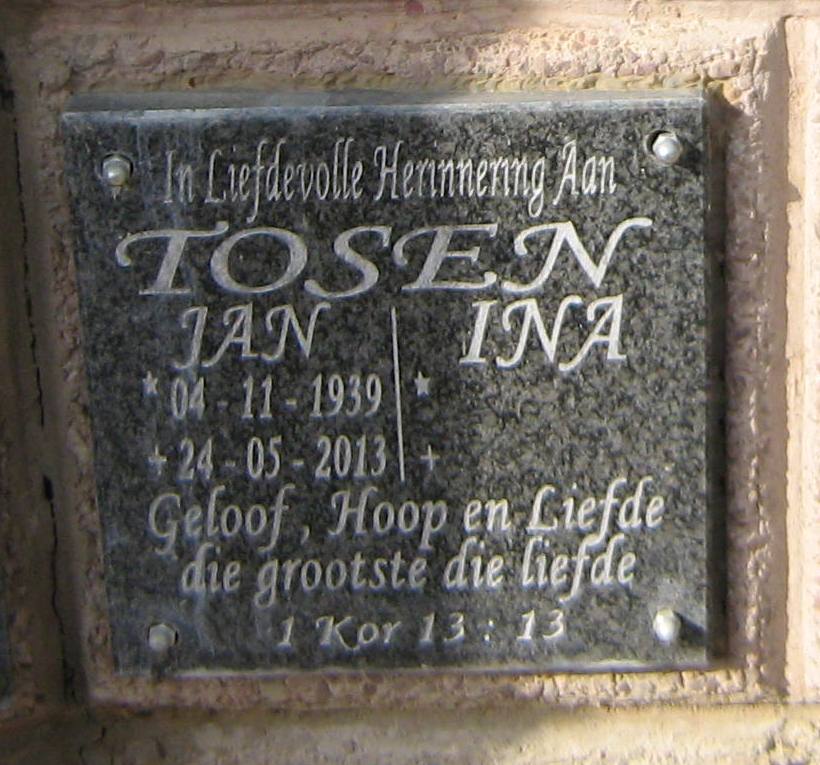 In Liefdevolle Herinnering Aan
TOSEN
JAN | INA
* 04 - 11 - 1939 | *
+ 24 - 05 - 2013 | +
Geloof, Hoop en Liefde
die grootste die liefde
1 Kor 13 : 13